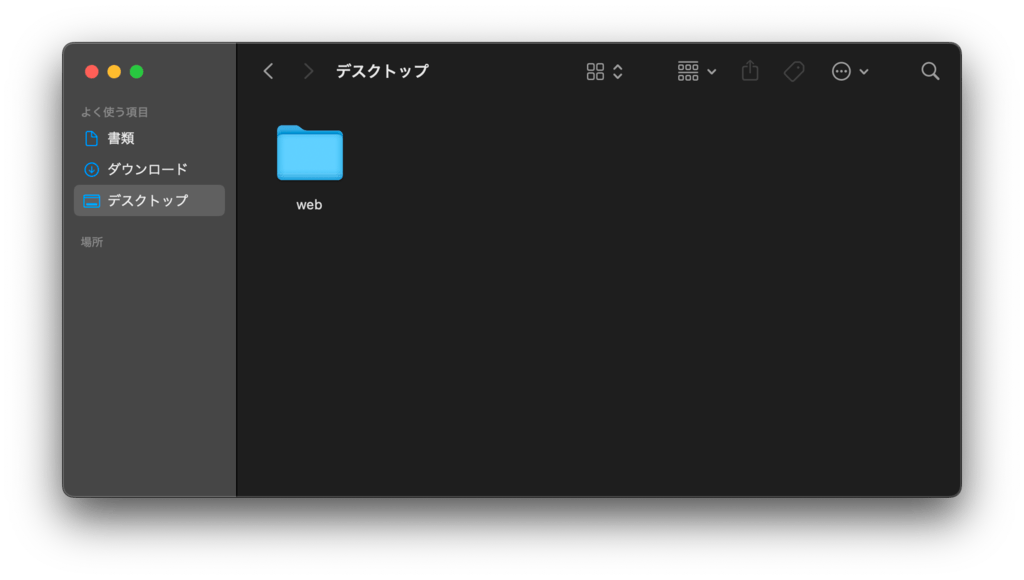 デスクトップ
よく使う項目
書類
ダウンロード
デスクトップ
場所
web